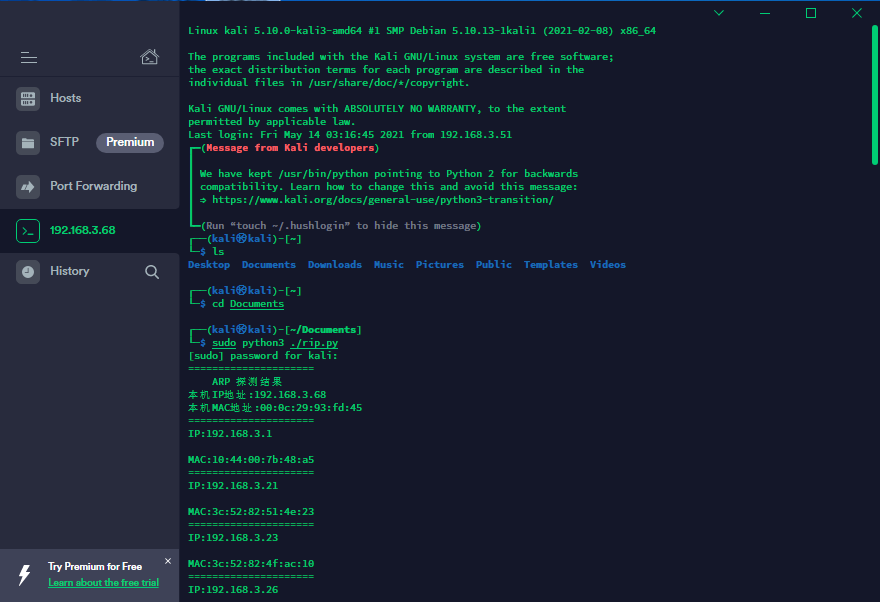 Hosts
SFTP Premium
Port Forwarding
192.168.3.68
History
Try Premium for Free
Learn about the free trial
Linux kali 5.10.0-kali3-amd64 #1 SMP Debian 5.10.13-1kali1 (2021-02-08) x86_64
The programs included with the Kali GNU/Linux system are free software;
the exact distribution terms for each program are described in the
individual files in /usr/share/doc/*/copyright.
Kali GNU/Linux comes with ABSOLUTELY NO WARRANTY, to the extent
permitted by applicable law.
Last login: Fri May 14 03:16:45 2021 from 192.168.3.51
┏━(Message from Kali developers)
┃ We have kept /usr/bin/python pointing to Python 2 for backwards
┃ compatibility. Learn how to change this and avoid this message:
┃ ⇒ https://www.kali.org/docs/general-use/python3-transition/
┗━(Run “touch ~/.hushlogin” to hide this message)
┌──(kali㉿kali)-[~]
└─$ ls
Desktop Documents Downloads Music Pictures Public Templates Videos
┌──(kali㉿kali)-[~]
└─$ cd Documents
┌──(kali㉿kali)-[~/Documents]
└─$ sudo python3 ./rip.py
[sudo] password for kali:
=====================
ARP 探测结果
本机IP地址:192.168.3.68
本机MAC地址:00:0c:29:93:fd:45
=====================
IP:192.168.3.1
MAC:10:44:00:7b:48:a5
=====================
IP:192.168.3.21
MAC:3c:52:82:51:4e:23
=====================
IP:192.168.3.23
MAC:3c:52:82:4f:ac:10
=====================
IP:192.168.3.26